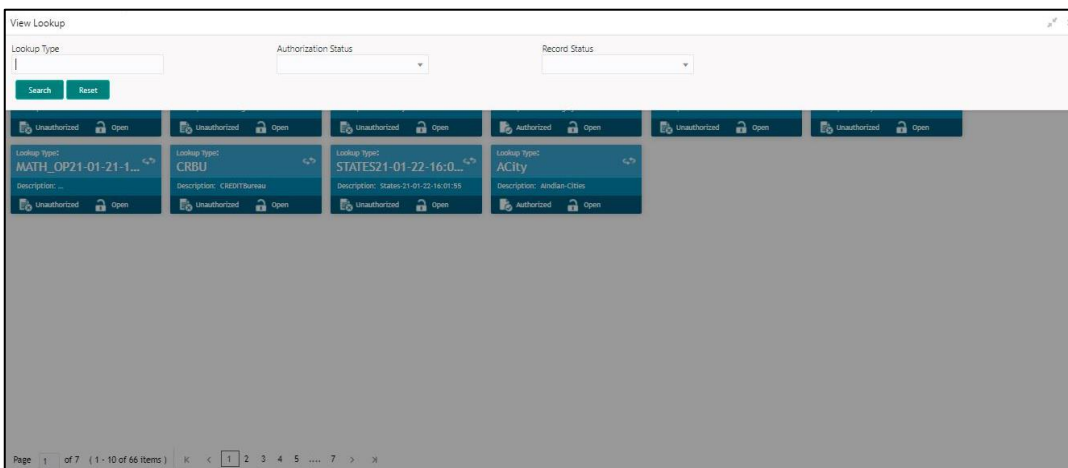 View Lookup
Lookup Type Authorization Status Record Status
Search Reset
Unauthorized Open Unauthorized Open Unauthorized Open Authorized Open Unauthorized Open Unauthorized Open
Lookup Type: Lookup Type: Lookup Type: Lookup Type:
MATH_OP21-01-21-1... CRBU STATES21-01-22-16:0... ACity
Description: ... Description: CREDITBureau Description: States-21-01-22-16:01:55 Description: AIndian-Cities
Unauthorized Open Unauthorized Open Unauthorized Open Authorized Open
Page 1 of 7 ( 1 - 10 of 66 items ) K < 1 2 3 4 5 .... 7 > >|